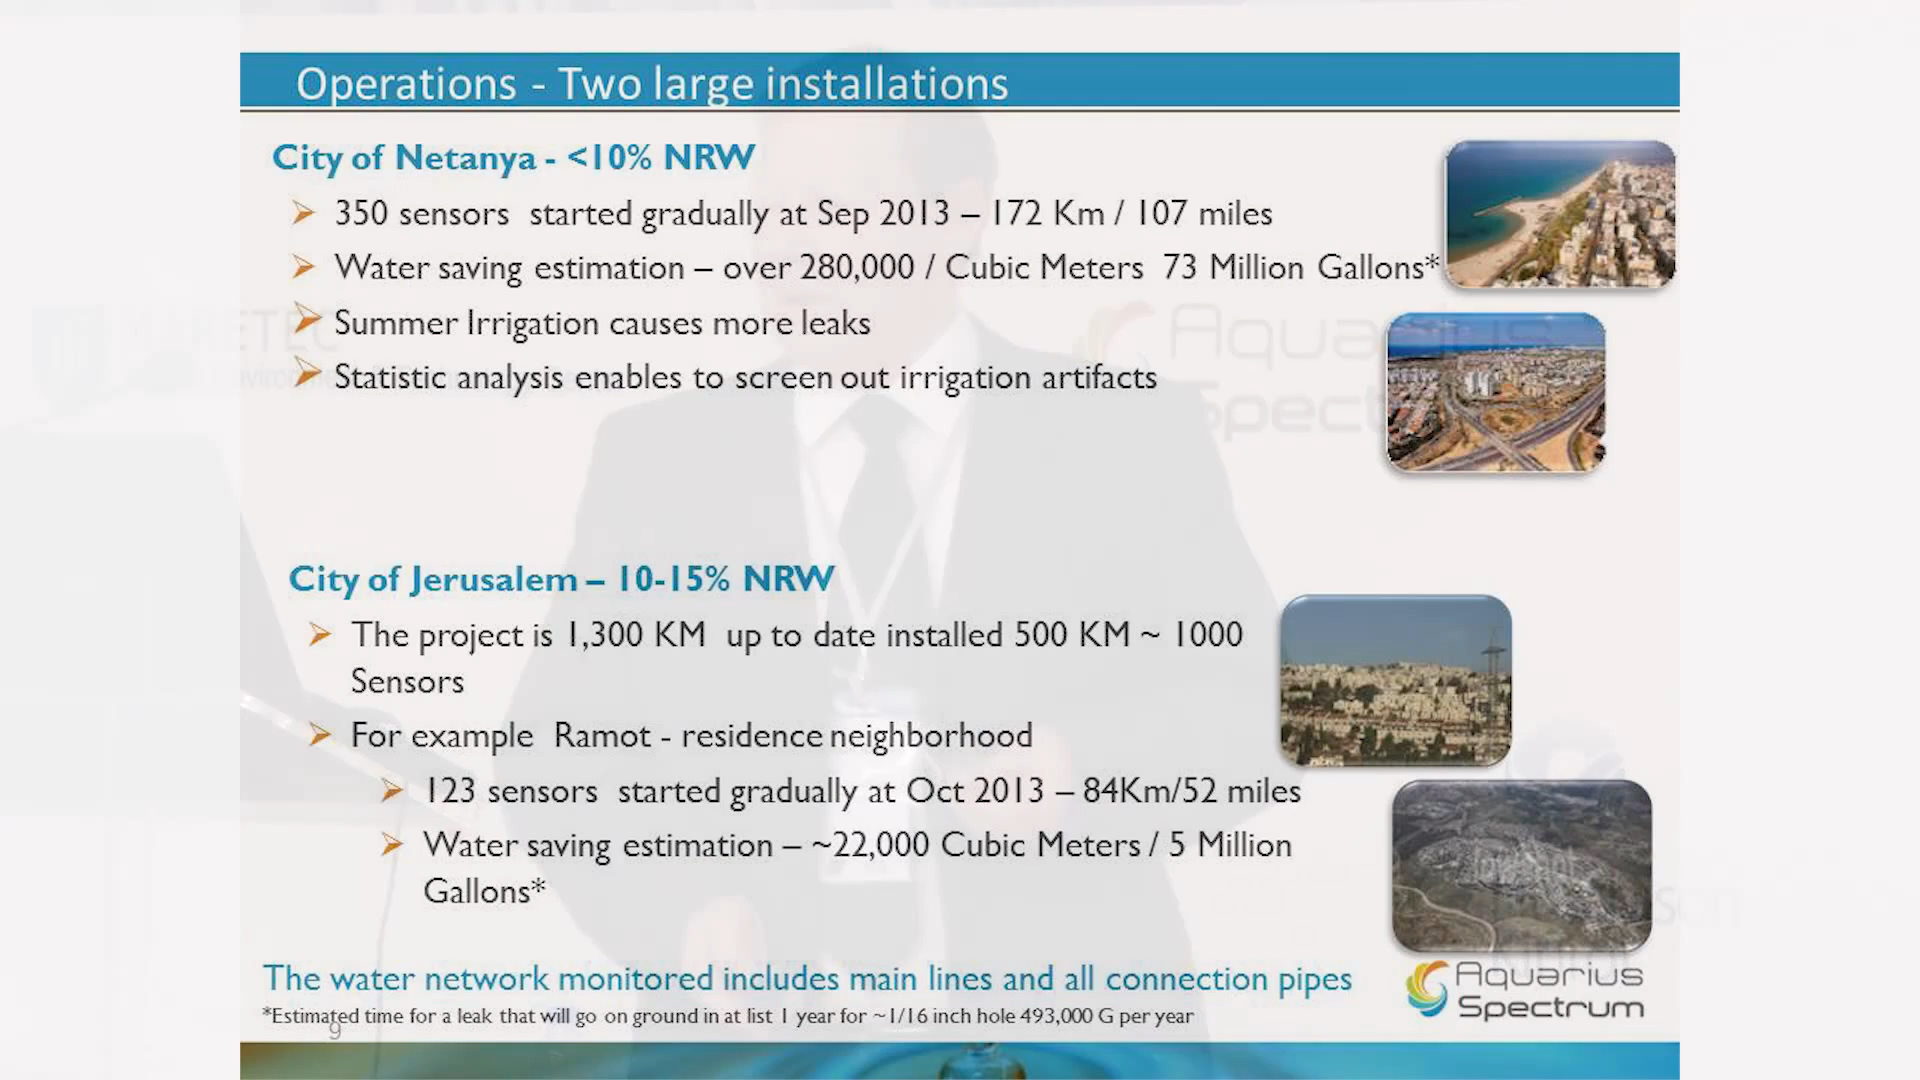 Operations - Two large installations
City of Netanya - <10% NRW
350 sensors started gradually at Sep 2013 – 172 Km / 107 miles
Water saving estimation – over 280,000 / Cubic Meters 73 Million Gallons*
Summer Irrigation causes more leaks
Statistic analysis enables to screen out irrigation artifacts
Aquarius
Spectrum
City of Jerusalem – 10-15% NRW
The project is 1,300 KM up to date installed 500 KM ~ 1000
Sensors
For example Ramot - residence neighborhood
123 sensors started gradually at Oct 2013 – 84Km/52 miles
Water saving estimation – ~22,000 Cubic Meters / 5 Million
Gallons*
The water network monitored includes main lines and all connection pipes
*Estimated time for a leak that will go on ground in at list 1 year for ~1/16 inch hole 493,000 G per year
9
Aquarius
Spectrum